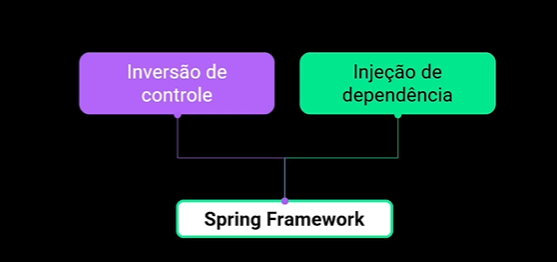 Inversão de
controle
Injeção de
dependência
Spring Framework